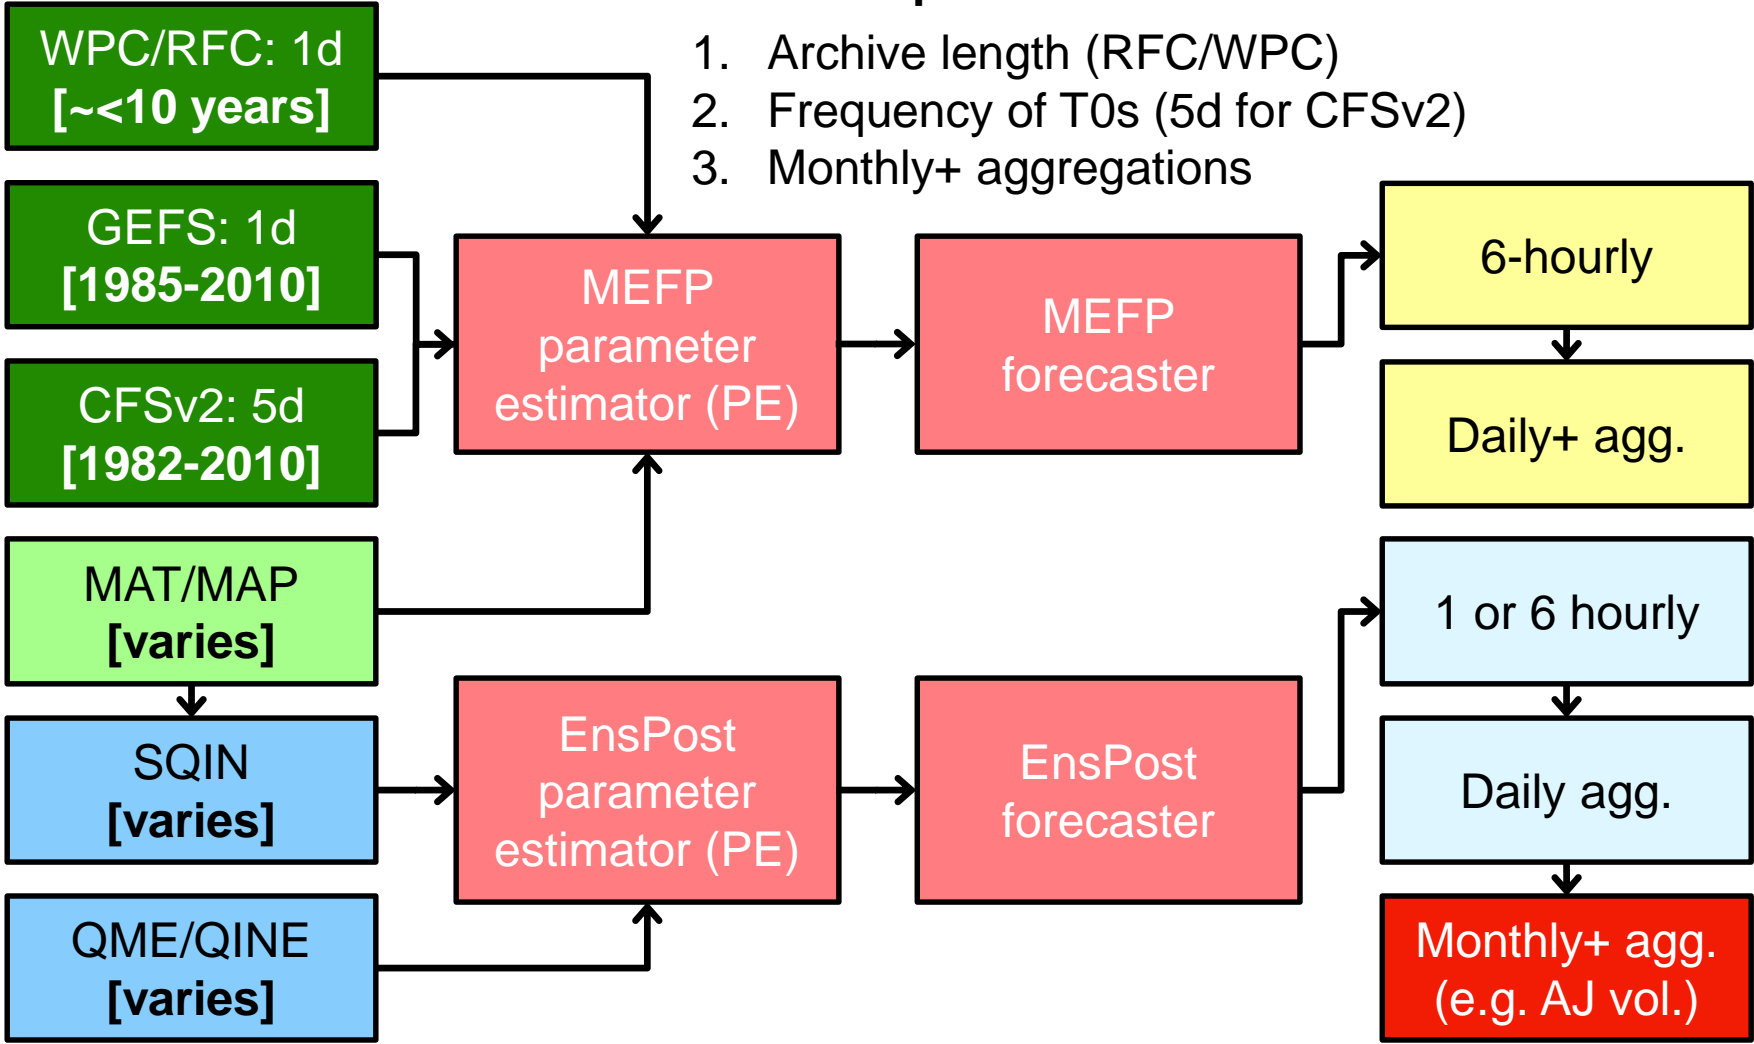 WPC/RFC: 1d
[~<10 years]
1. Archive length (RFC/WPC)
2. Frequency of T0s (5d for CFSv2)
3. Monthly+ aggregations
GEFS: 1d
[1985-2010]
CFSv2: 5d
[1982-2010]
MEFP
parameter
estimator (PE)
MEFP
forecaster
6-hourly
Daily+ agg.
MAT/MAP
[varies]
SQIN
[varies]
QME/QINE
[varies]
EnsPost
parameter
estimator (PE)
EnsPost
forecaster
1 or 6 hourly
Daily agg.
Monthly+ agg.
(e.g. AJ vol.)